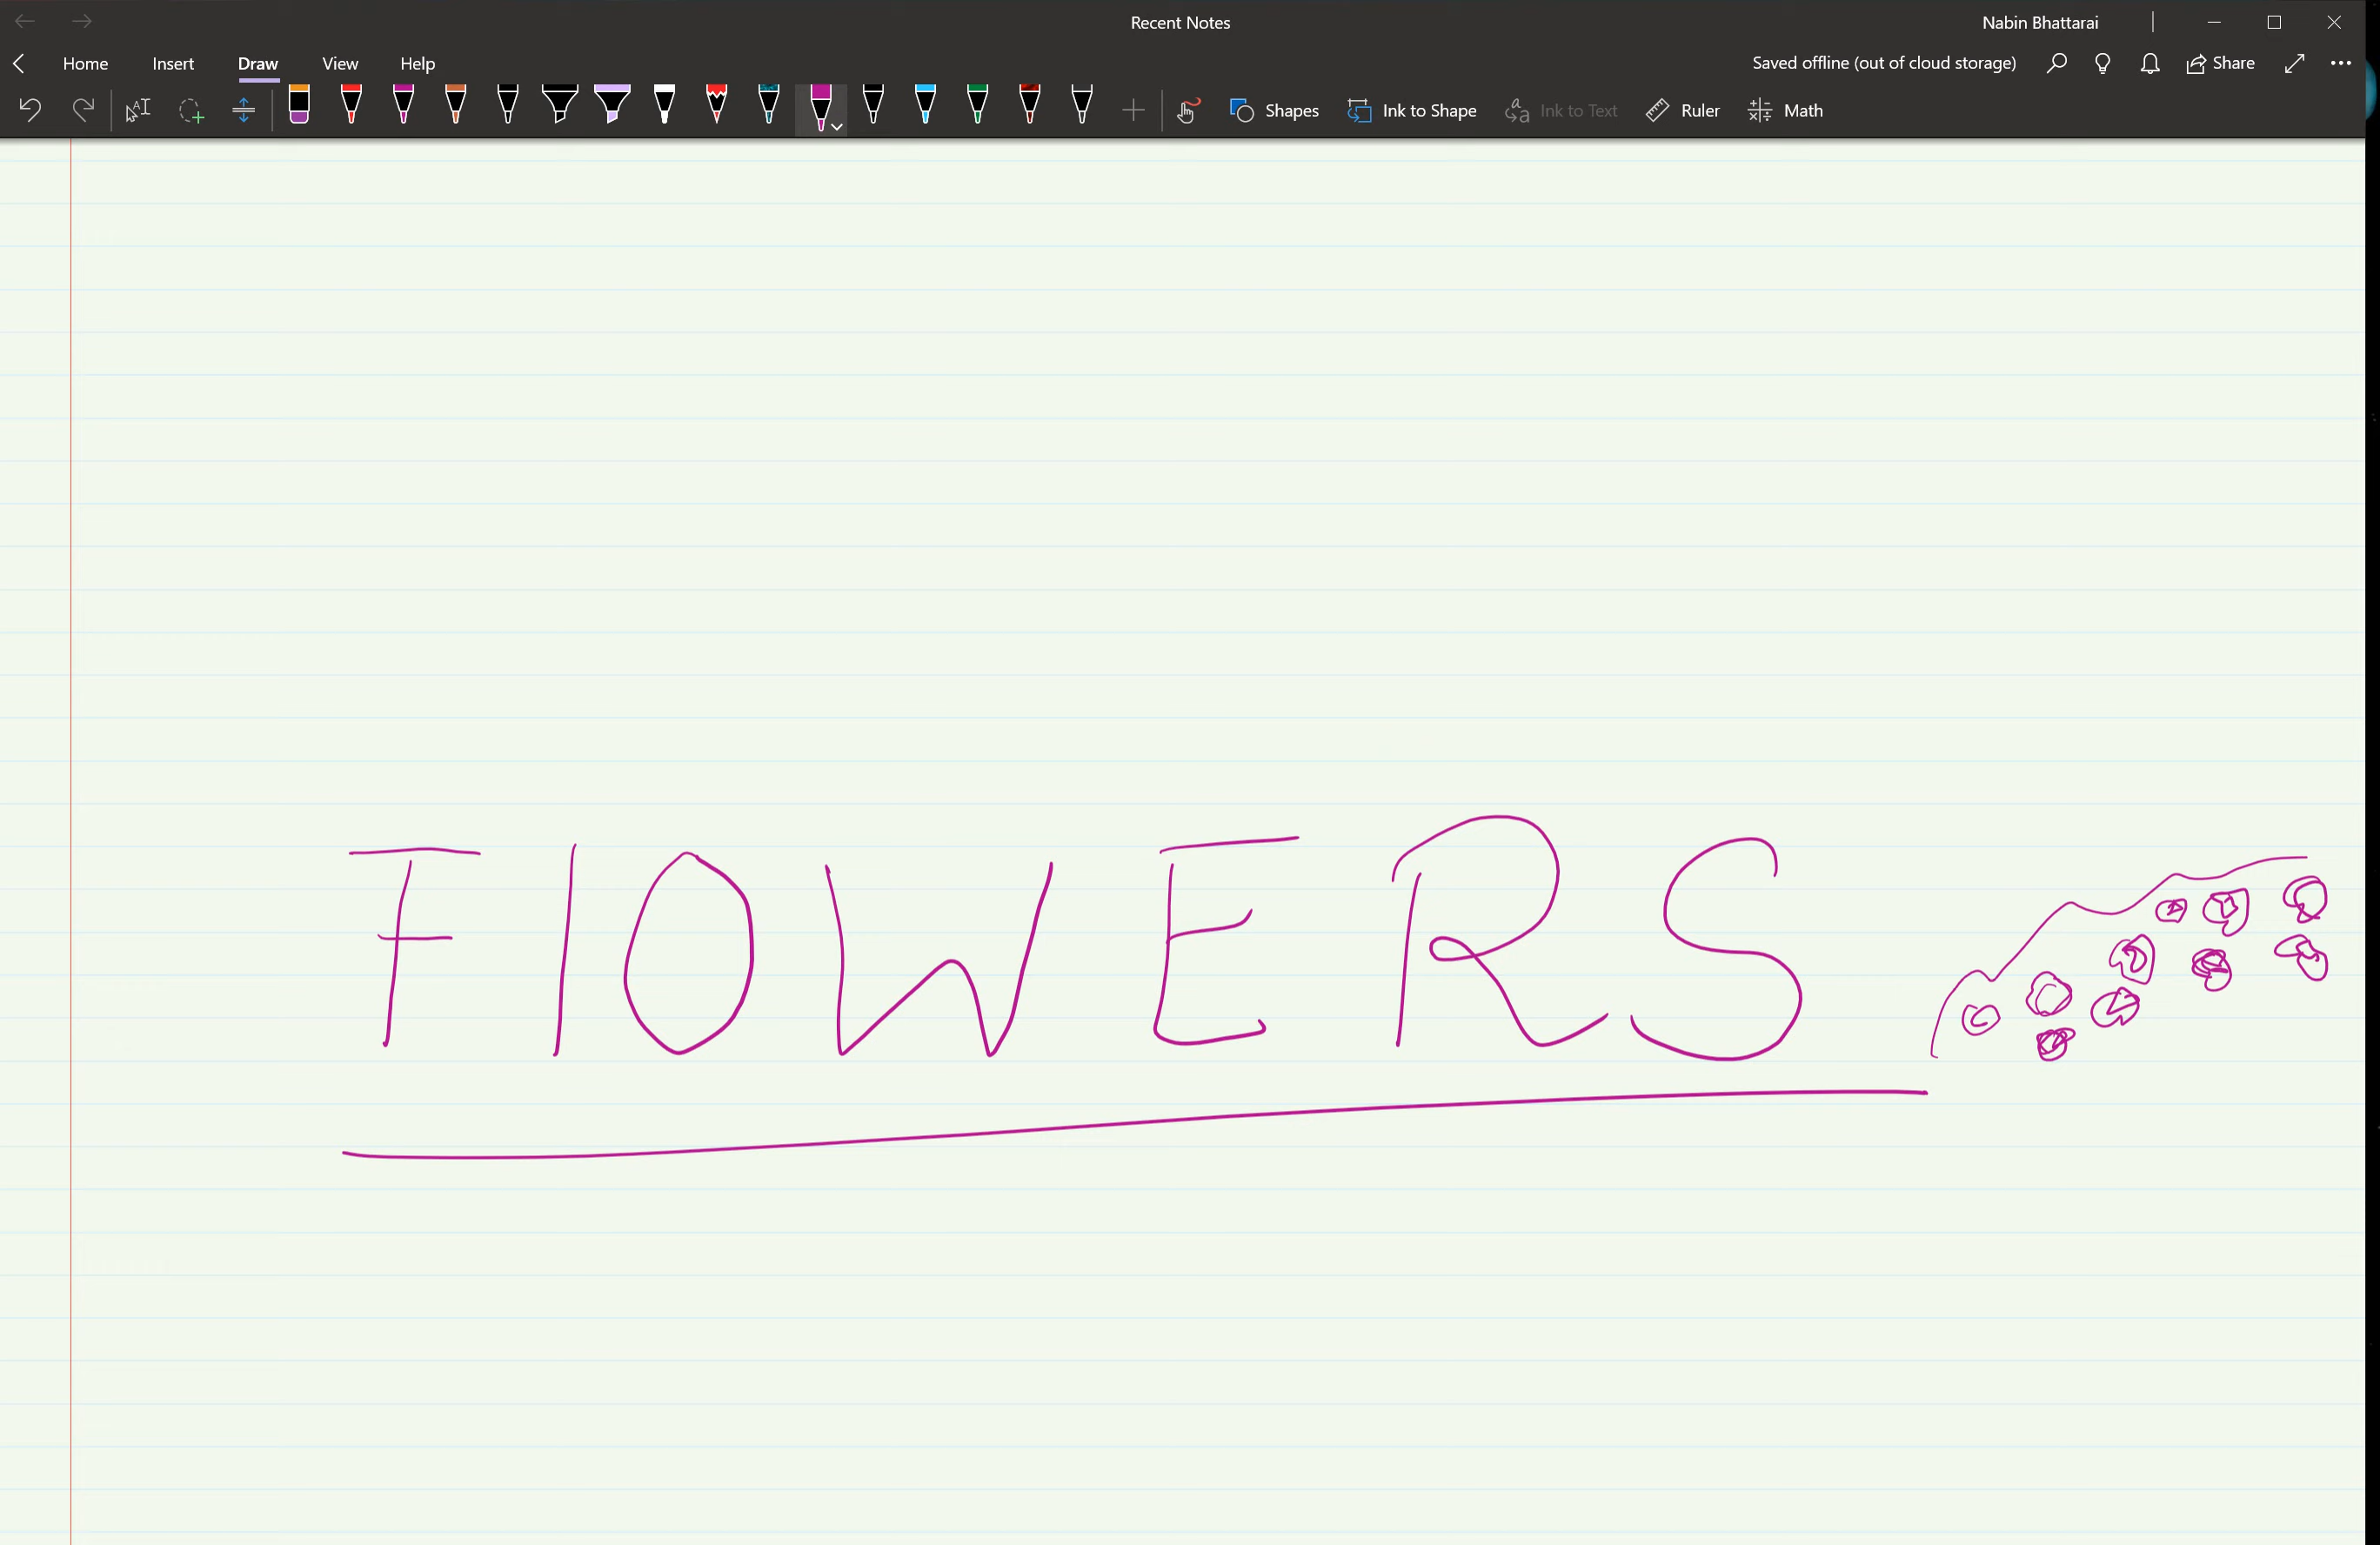 Recent Notes Nabin Bhattarai
Home Insert Draw View Help Saved offline (out of cloud storage) Share
Shapes Ink to Shape Ink to Text Ruler Math
FlOWERS